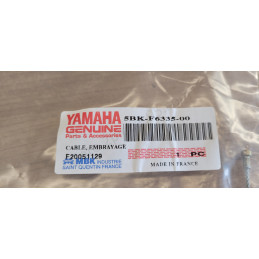 YAMAHA
GENUINE
Parts & Accessories
5BK-F6335-00
CABLE, EMBRAYAGE
E20051129
1 PC
MBK INDUSTRIE
SAINT QUENTIN FRANCE
MADE IN FRANCE